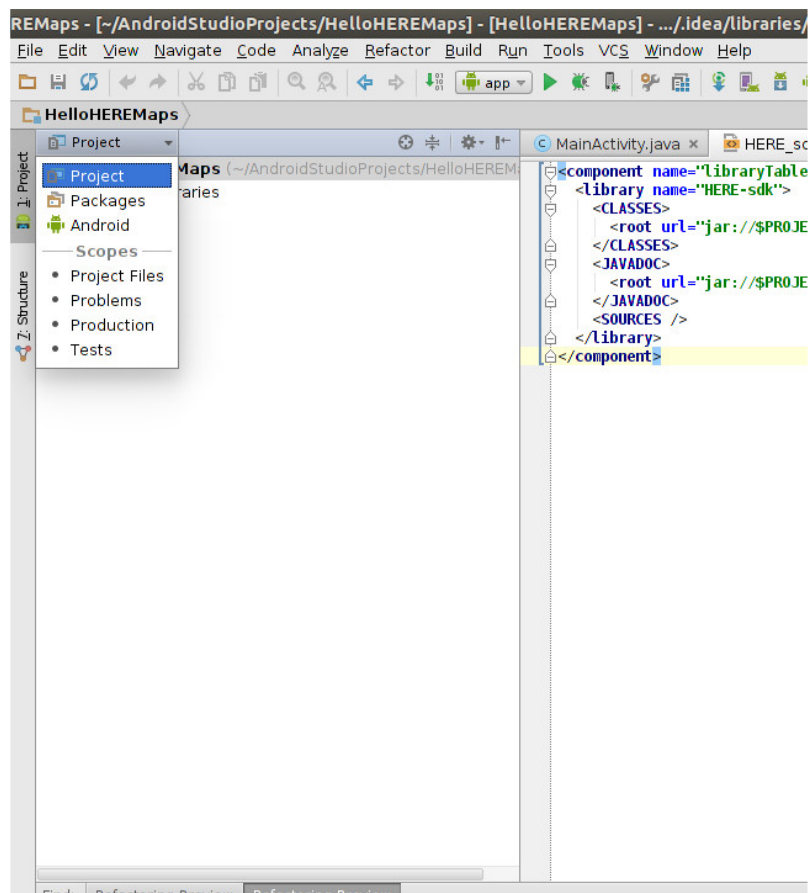 REMaps - [~/AndroidStudioProjects/HelloHEREMaps] - [HelloHEREMaps] - .../.idea/libraries/
File Edit View Navigate Code Analyze Refactor Build Run Tools VCS Window Help
app
HelloHEREMaps
1: Project
7: Structure
Project
Maps (~/AndroidStudioProjects/HelloHEREM
raries
Project
Packages
Android
Scopes
Project Files
Problems
Production
Tests
MainActivity.java × HERE_sd
<component name="libraryTable
<library name="HERE-sdk">
<CLASSES>
<root url="jar://$PROJE
</CLASSES>
<JAVADOC>
<root url="jar://$PROJE
</JAVADOC>
<SOURCES />
</library>
</component>